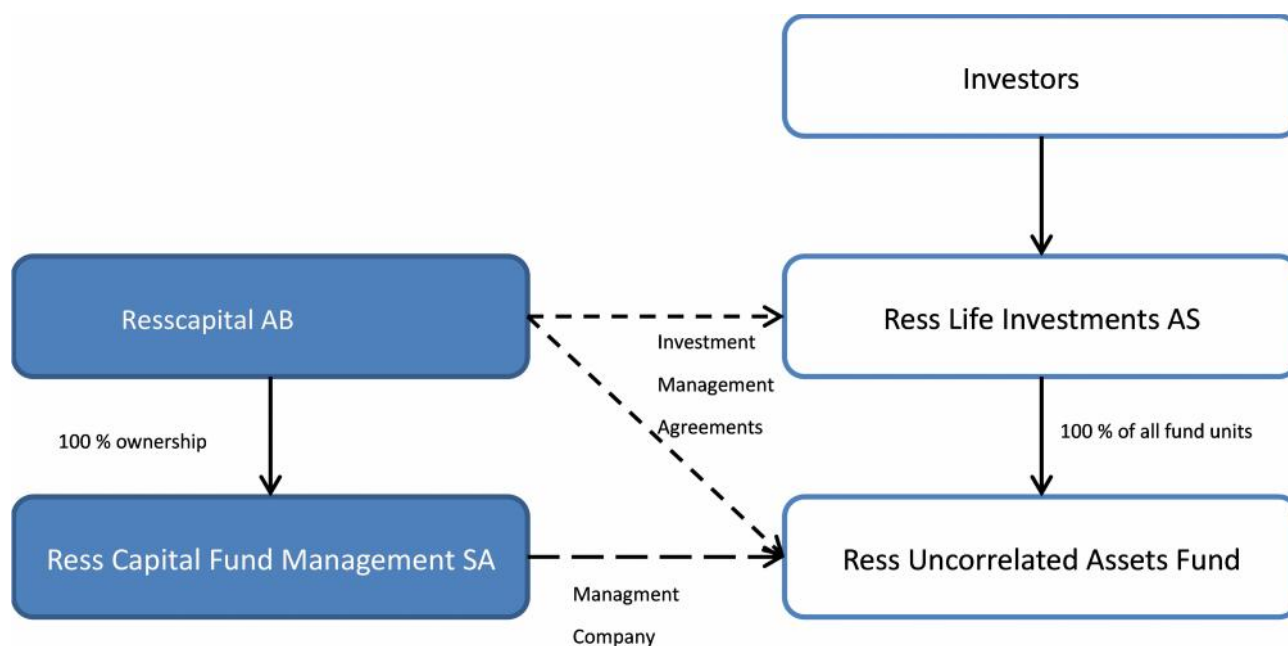 Investors
Resscapital AB
Ress Life Investments AS
Investment
Management
Agreements
100 % ownership
100 % of all fund units
Ress Capital Fund Management SA
Ress Uncorrelated Assets Fund
Managment
Company